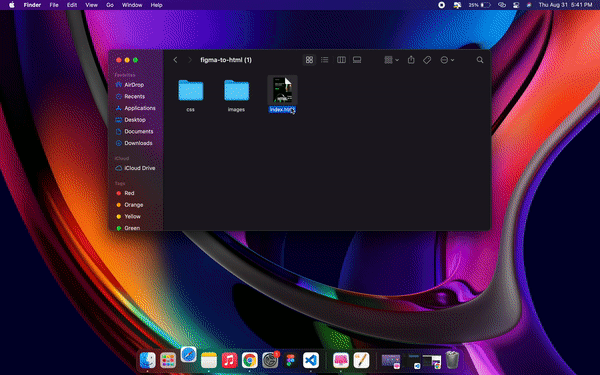 Finder File Edit View Go Window Help
25% Thu Aug 31 5:41 PM
figma-to-html (1)
Favorites
AirDrop
Recents
Applications
Desktop
Documents
Downloads
iCloud
iCloud Drive
Tags
Red
Orange
Yellow
Green
css
images
index.html